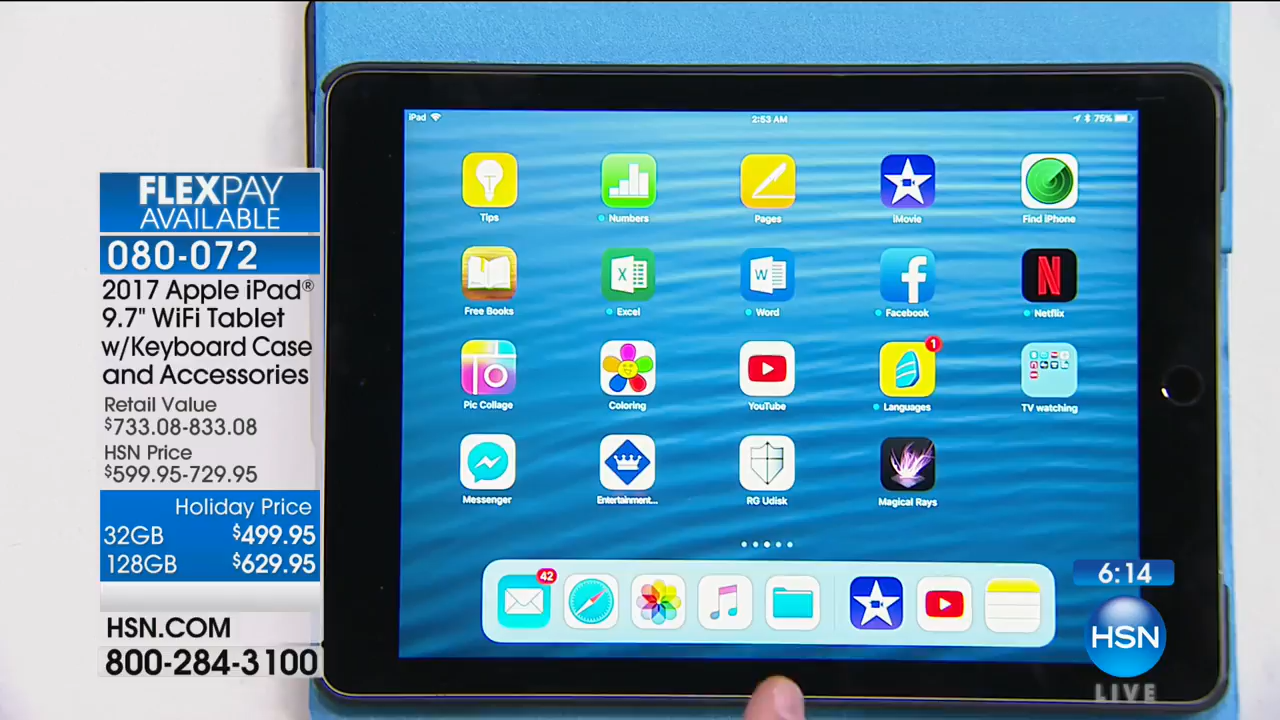 FLEXPAY
AVAILABLE
080-072
2017 Apple iPad®
9.7" WiFi Tablet
w/Keyboard Case
and Accessories
Retail Value
$733.08-833.08
HSN Price
$599.95-729.95
Holiday Price
32GB $499.95
128GB $629.95
HSN.COM
800-284-3100
iPad 2:53 AM 75%
Tips Numbers Pages iMovie Find iPhone
Free Books Excel Word Facebook Netflix
1
Pic Collage Coloring YouTube Languages TV watching
Messenger Entertainment... RG Udisk Magical Rays
42
6:14
HSN
LIVE